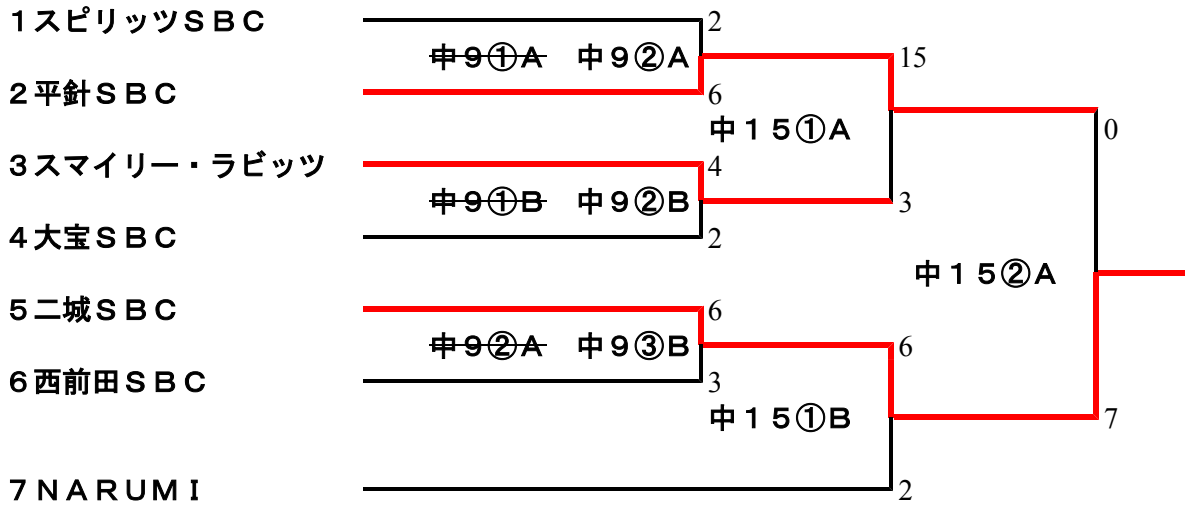 １スピリッツＳＢＣ
2
中９①Ａ　中９②Ａ
15
２平針ＳＢＣ
6
中１５①Ａ
0
３スマイリー・ラビッツ
4
中９①Ｂ　中９②Ｂ
3
４大宝ＳＢＣ
2
中１５②Ａ
５二城ＳＢＣ
6
中９②Ａ　中９③Ｂ
6
６西前田ＳＢＣ
3
中１５①Ｂ
7
７ＮＡＲＵＭＩ
2